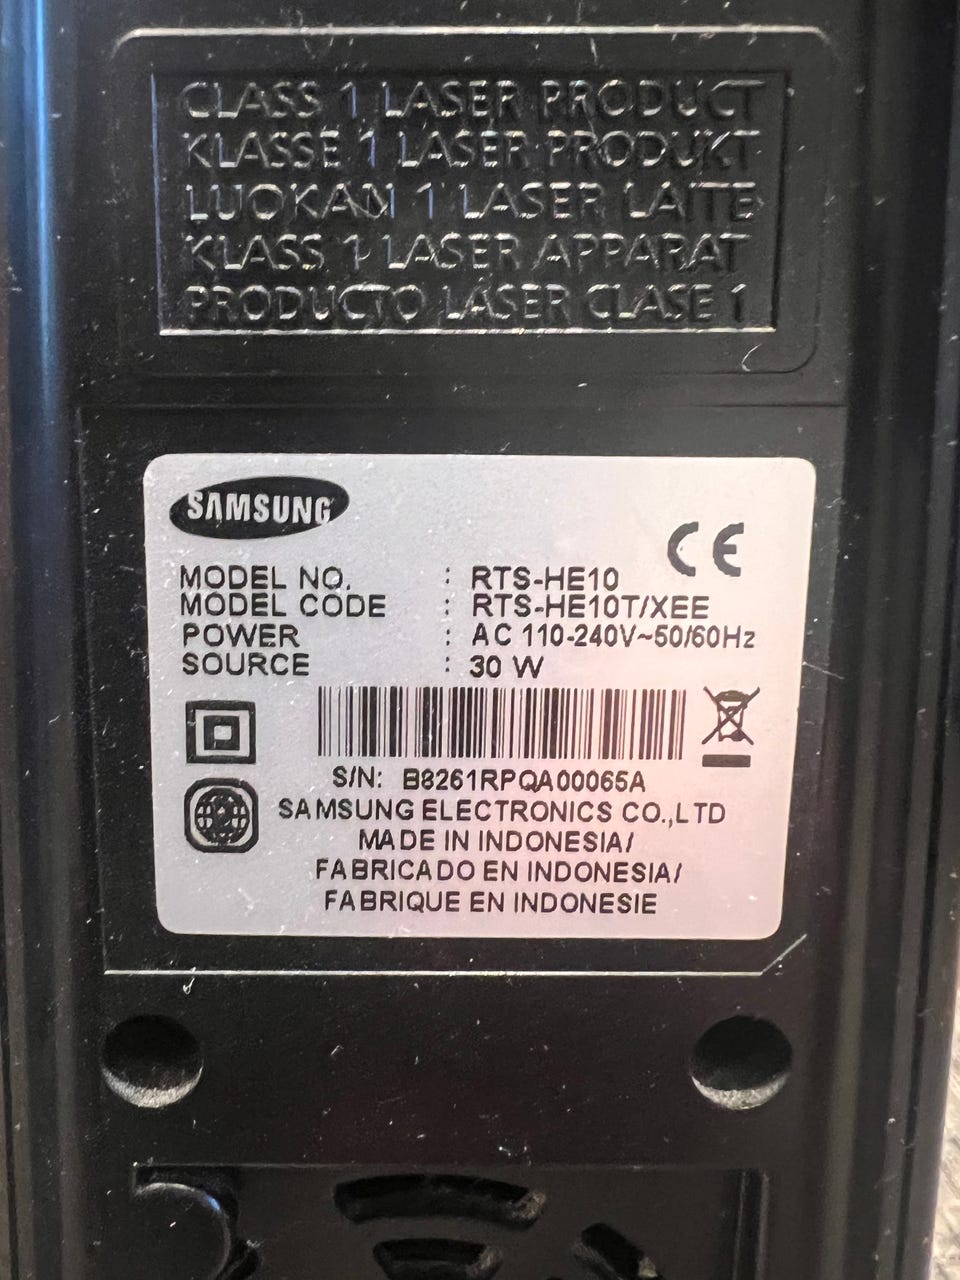 CLASS 1 LASER PRODUCT
KLASSE 1 LASER PRODUKT
LUOKAN 1 LASER LAITE
KLASS 1 LASER APPARAT
PRODUCTO LASER CLASE 1
SAMSUNG
CE
MODEL NO. : RTS-HE10
MODEL CODE : RTS-HE10T/XEE
POWER : AC 110-240V~50/60Hz
SOURCE : 30 W
S/N: B8261RPQA00065A
SAMSUNG ELECTRONICS CO.,LTD
MADE IN INDONESIA/
FABRICADO EN INDONESIA/
FABRIQUE EN INDONESIE